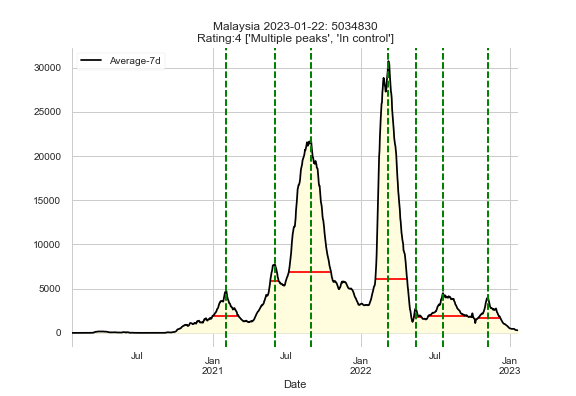 Malaysia 2023-01-22: 5034830
Rating:4 ['Multiple peaks', 'In control']
Average-7d
30000
25000
20000
15000
10000
5000
0
Jul
Jan
2021
Jul
Jan
2022
Jul
Jan
2023
Date